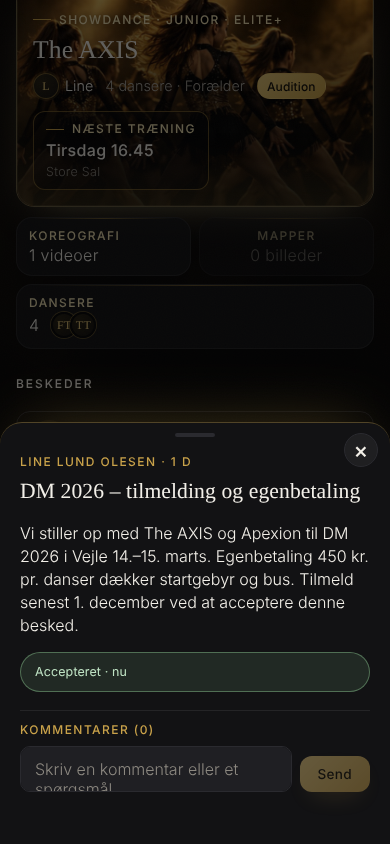 SHOWDANCE · JUNIOR · ELITE+
The AXIS
L Line 4 dansere · Forælder Audition
NÆSTE TRÆNING
Tirsdag 16.45
Store Sal
KOREOGRAFI
1 videoer
MAPPER
0 billeder
DANSERE
4 FT TT
BESKEDER
×
LINE LUND OLESEN · 1 D
DM 2026 – tilmelding og egenbetaling
Vi stiller op med The AXIS og Apexion til DM
2026 i Vejle 14.–15. marts. Egenbetaling 450 kr.
pr. danser dækker startgebyr og bus. Tilmeld
senest 1. december ved at acceptere denne
besked.
Accepteret · nu
KOMMENTARER (0)
Skriv en kommentar eller et
spørgsmål
Send